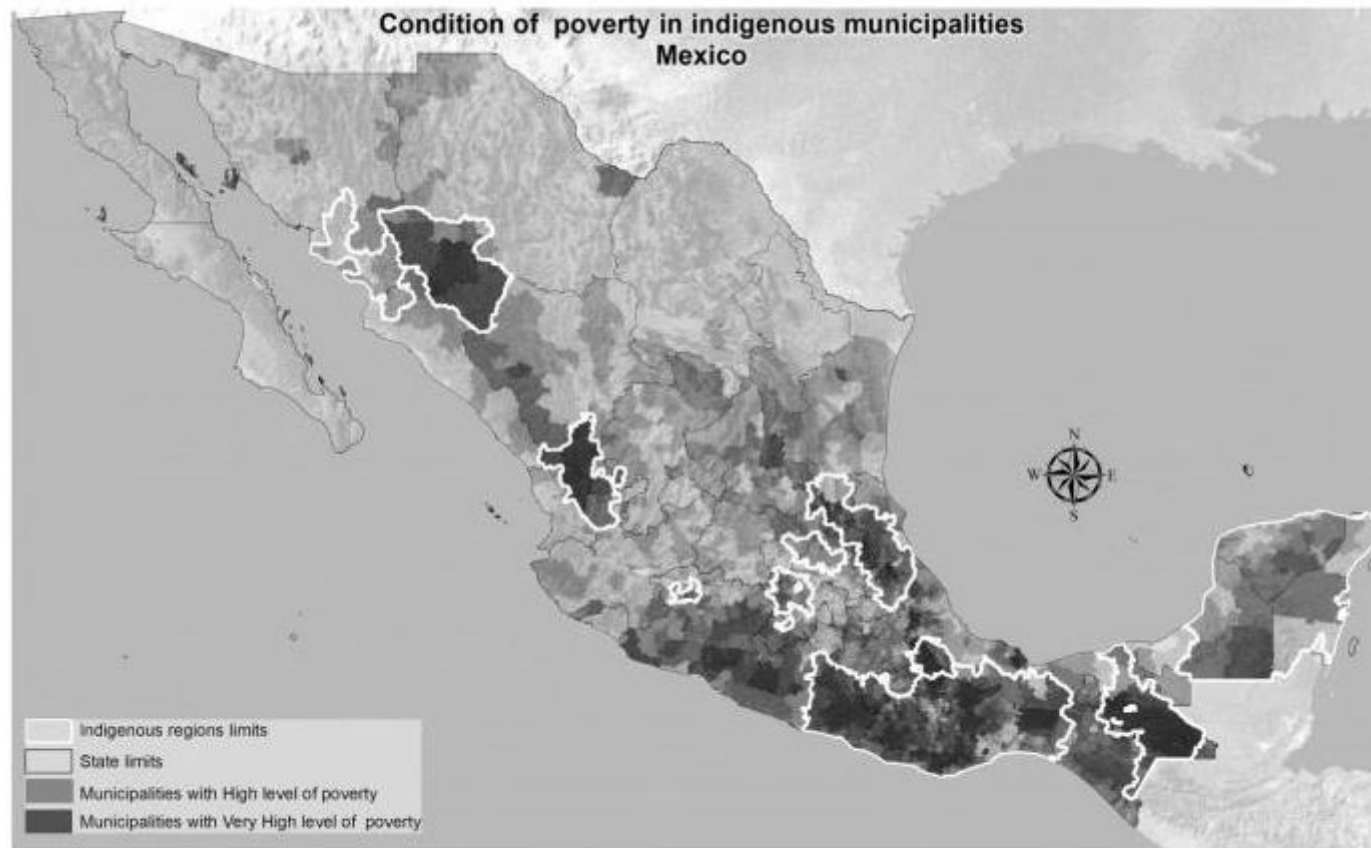 Condition of poverty in indigenous municipalities
Mexico
N
W E
S
Indigenous regions limits
State limits
Municipalities with High level of poverty
Municipalities with Very High level of poverty